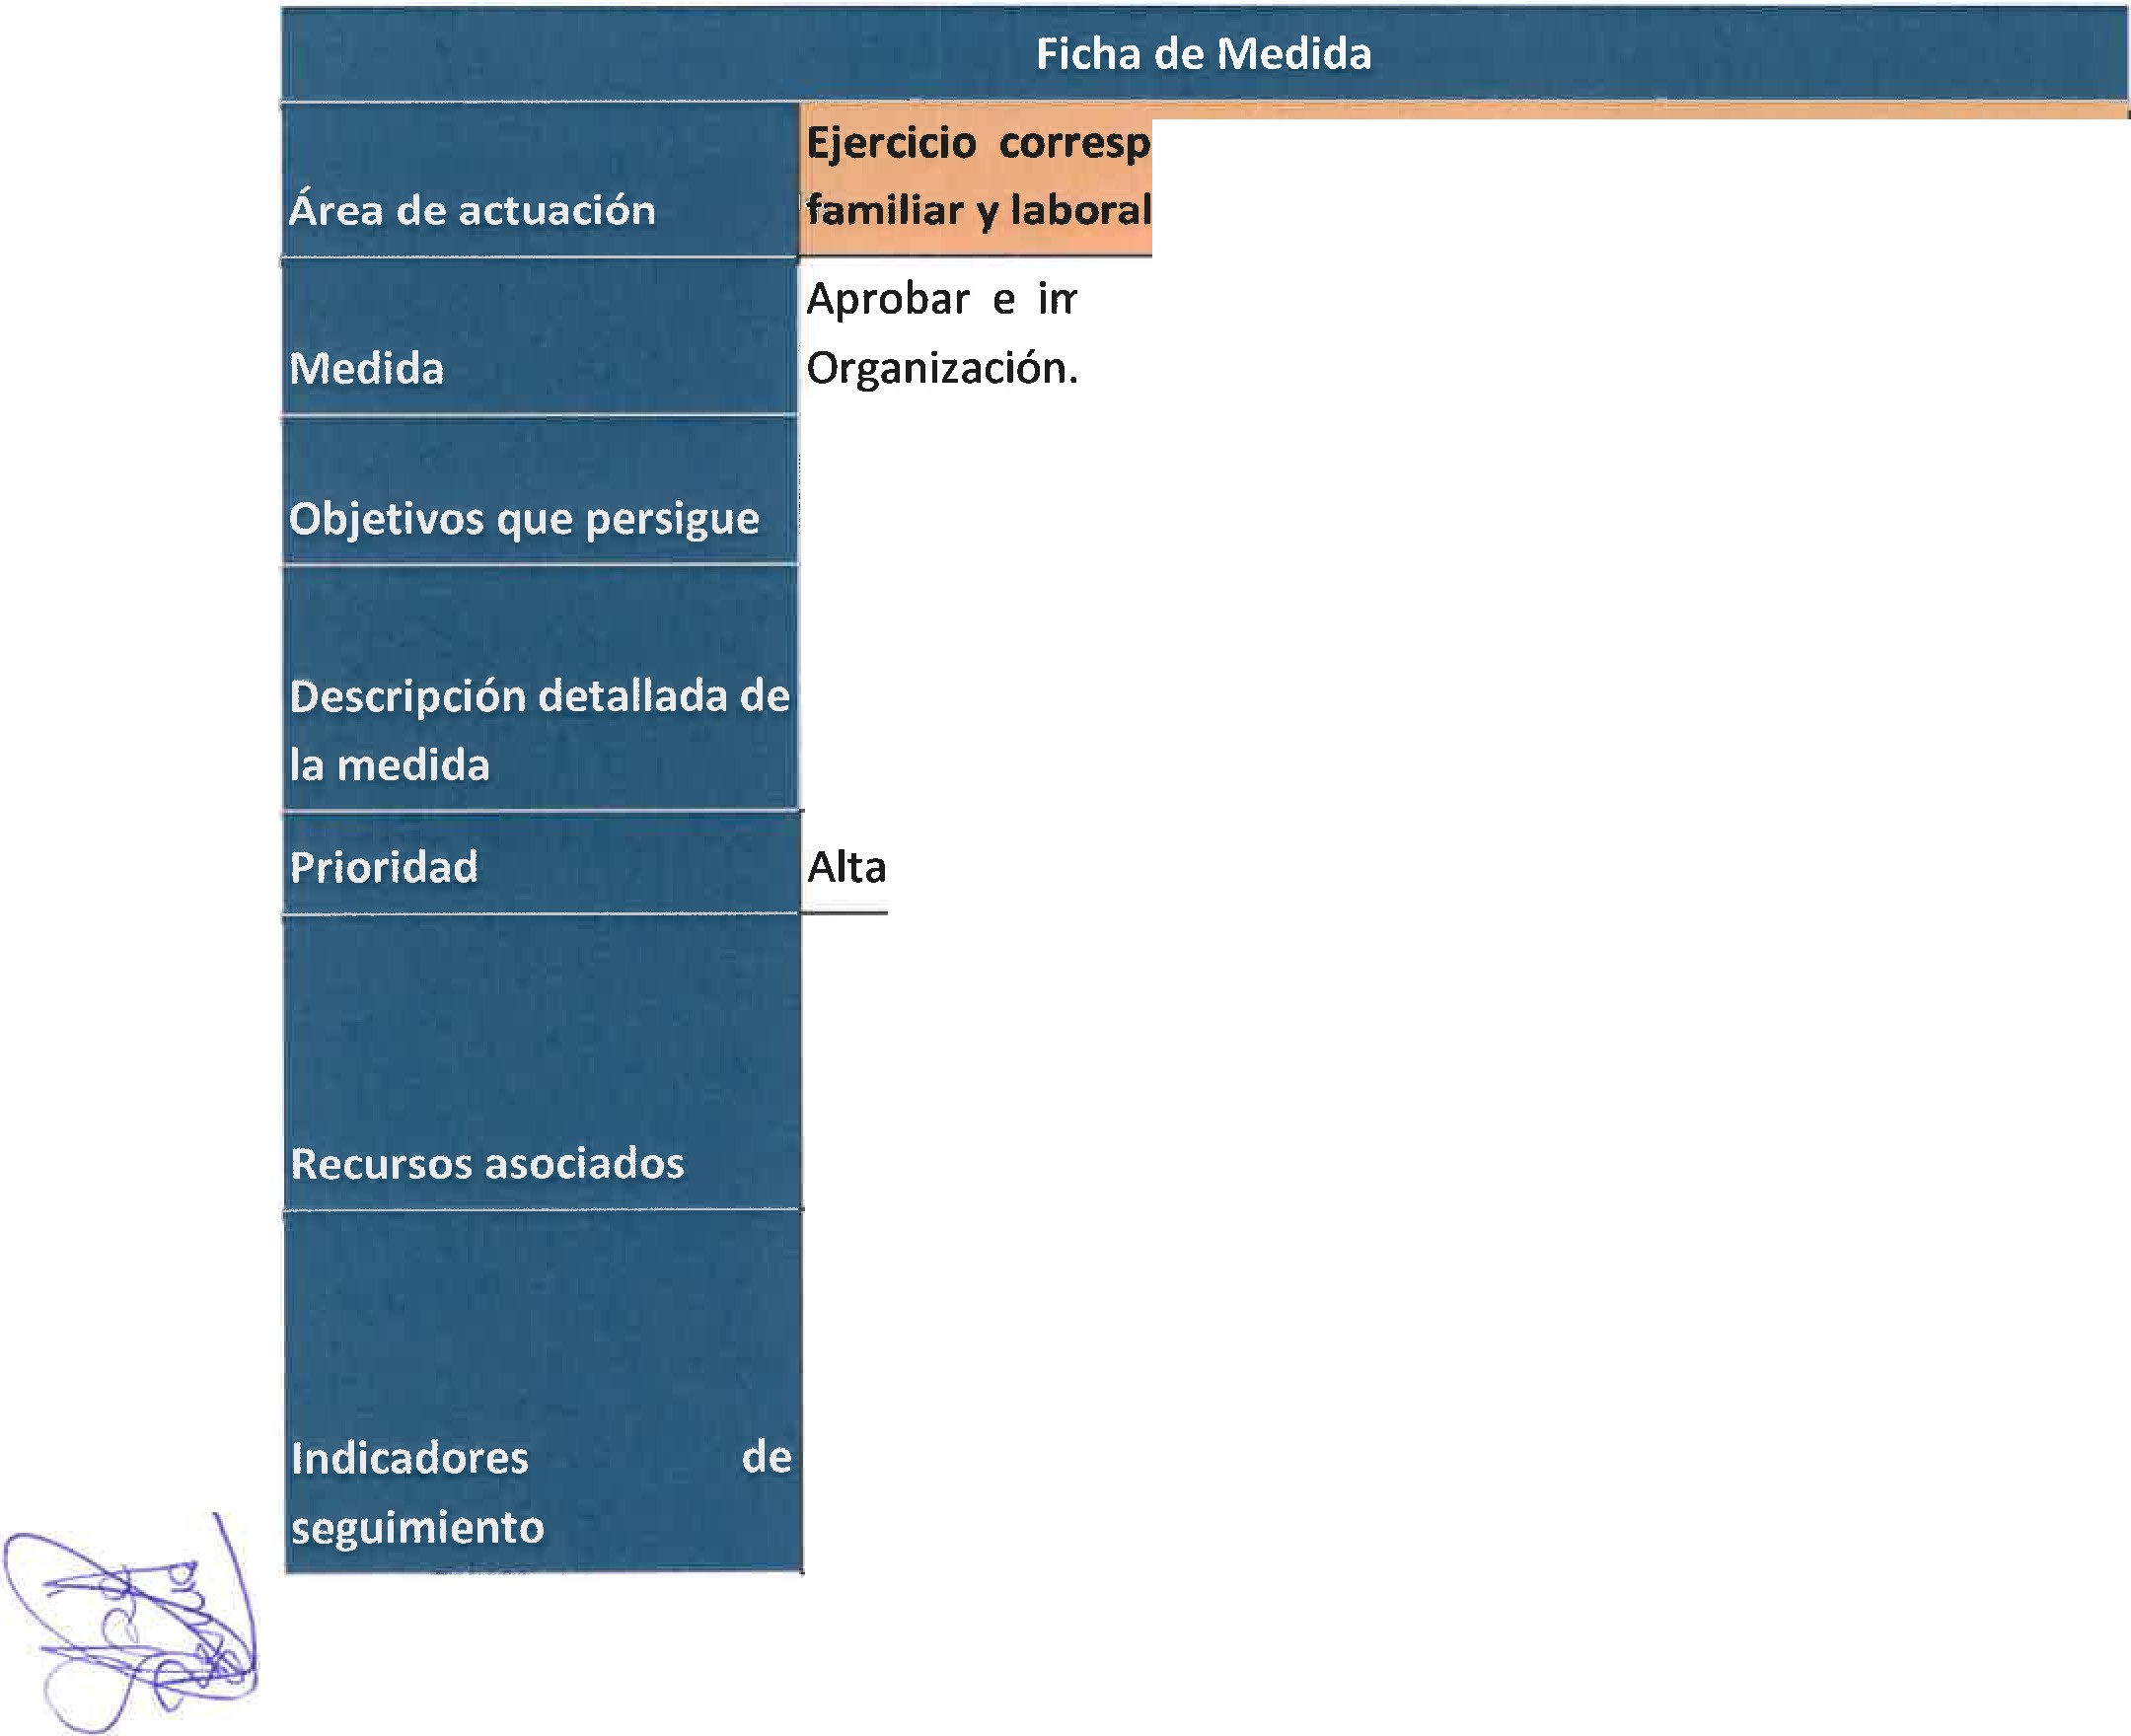 Ficha de Medida
Ejercicio corresp
Área de actuación
familiar y laboral
Aprobar e
Medida
Organización.
Objetivos que persigue
Descripción detallada de
la medida
Prioridad
Alta
Recursos asociados
Indicadores de
seguimiento